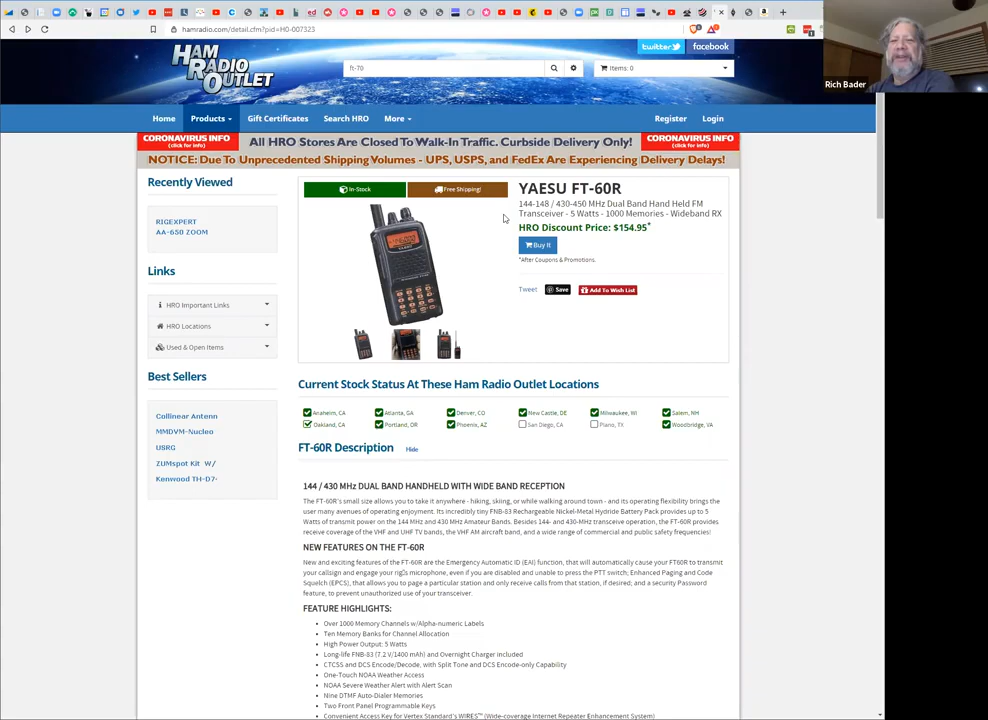 hamradio.com/detail.cfm?pid=H0-007323
HAM RADIO OUTLET
ft-70
Items: 0
twitter
facebook
Home
Products
Gift Certificates
Search HRO
More
Register
Login
CORONAVIRUS INFO
(click for info)
All HRO Stores Are Closed To Walk-In Traffic. Curbside Delivery Only!
CORONAVIRUS INFO
(click for info)
NOTICE: Due To Unprecedented Shipping Volumes - UPS, USPS, and FedEx Are Experiencing Delivery Delays!
Rich Bader
Recently Viewed
RIGEXPERT
AA-650 ZOOM
Links
HRO Important Links
HRO Locations
Used & Open Items
Best Sellers
Collinear Antenn
MMDVM-Nucleo
USRG
ZUMspot Kit W/
Kenwood TH-D7
In-Stock
Free Shipping!
YAESU FT-60R
144-148 / 430-450 MHz Dual Band Hand Held FM
Transceiver - 5 Watts - 1000 Memories - Wideband RX
HRO Discount Price: $154.95*
Buy It
*After Coupons & Promotions.
Tweet
Save
Add To Wish List
Current Stock Status At These Ham Radio Outlet Locations
Anaheim, CA
Atlanta, GA
Denver, CO
New Castle, DE
Milwaukee, WI
Salem, NH
Oakland, CA
Portland, OR
Phoenix, AZ
San Diego, CA
Plano, TX
Woodbridge, VA
FT-60R Description
Hide
144 / 430 MHz DUAL BAND HANDHELD WITH WIDE BAND RECEPTION
The FT-60R's small size allows you to take it anywhere - hiking, skiing, or while walking around town - and its operating flexibility brings the
user many avenues of operating enjoyment. Its incredibly tiny FNB-83 Rechargeable Nickel-Metal Hydride Battery Pack provides up to 5
Watts of transmit power on the 144 MHz and 430 MHz Amateur Bands. Besides 144- and 430-MHz transceive operation, the FT-60R provides
receive coverage of the VHF and UHF TV bands, the VHF AM aircraft band, and a wide range of commercial and public safety frequencies!
NEW FEATURES ON THE FT-60R
New and exciting features of the FT-60R are the Emergency Automatic ID (EAI) function, that will automatically cause your FT60R to transmit
your callsign and engage your rig's microphone, even if you are disabled and unable to press the PTT switch; Enhanced Paging and Code
Squelch (EPCS), that allows you to page a particular station and only receive calls from that station, if desired; and a security Password
feature, to prevent unauthorized use of your transceiver.
FEATURE HIGHLIGHTS:
Over 1000 Memory Channels w/Alpha-numeric Labels
Ten Memory Banks for Channel Allocation
High Power Output: 5 Watts
Long-life FNB-83 (7.2 V/1400 mAh) and Overnight Charger included
CTCSS and DCS Encode/Decode, with Split Tone and DCS Encode-only Capability
One-Touch NOAA Weather Access
NOAA Severe Weather Alert with Alert Scan
Nine DTMF Auto-Dialer Memories
Two Front Panel Programmable Keys
Convenient Access Key for Vertex Standard's WIRES™ (Wide-coverage Internet Repeater Enhancement System)